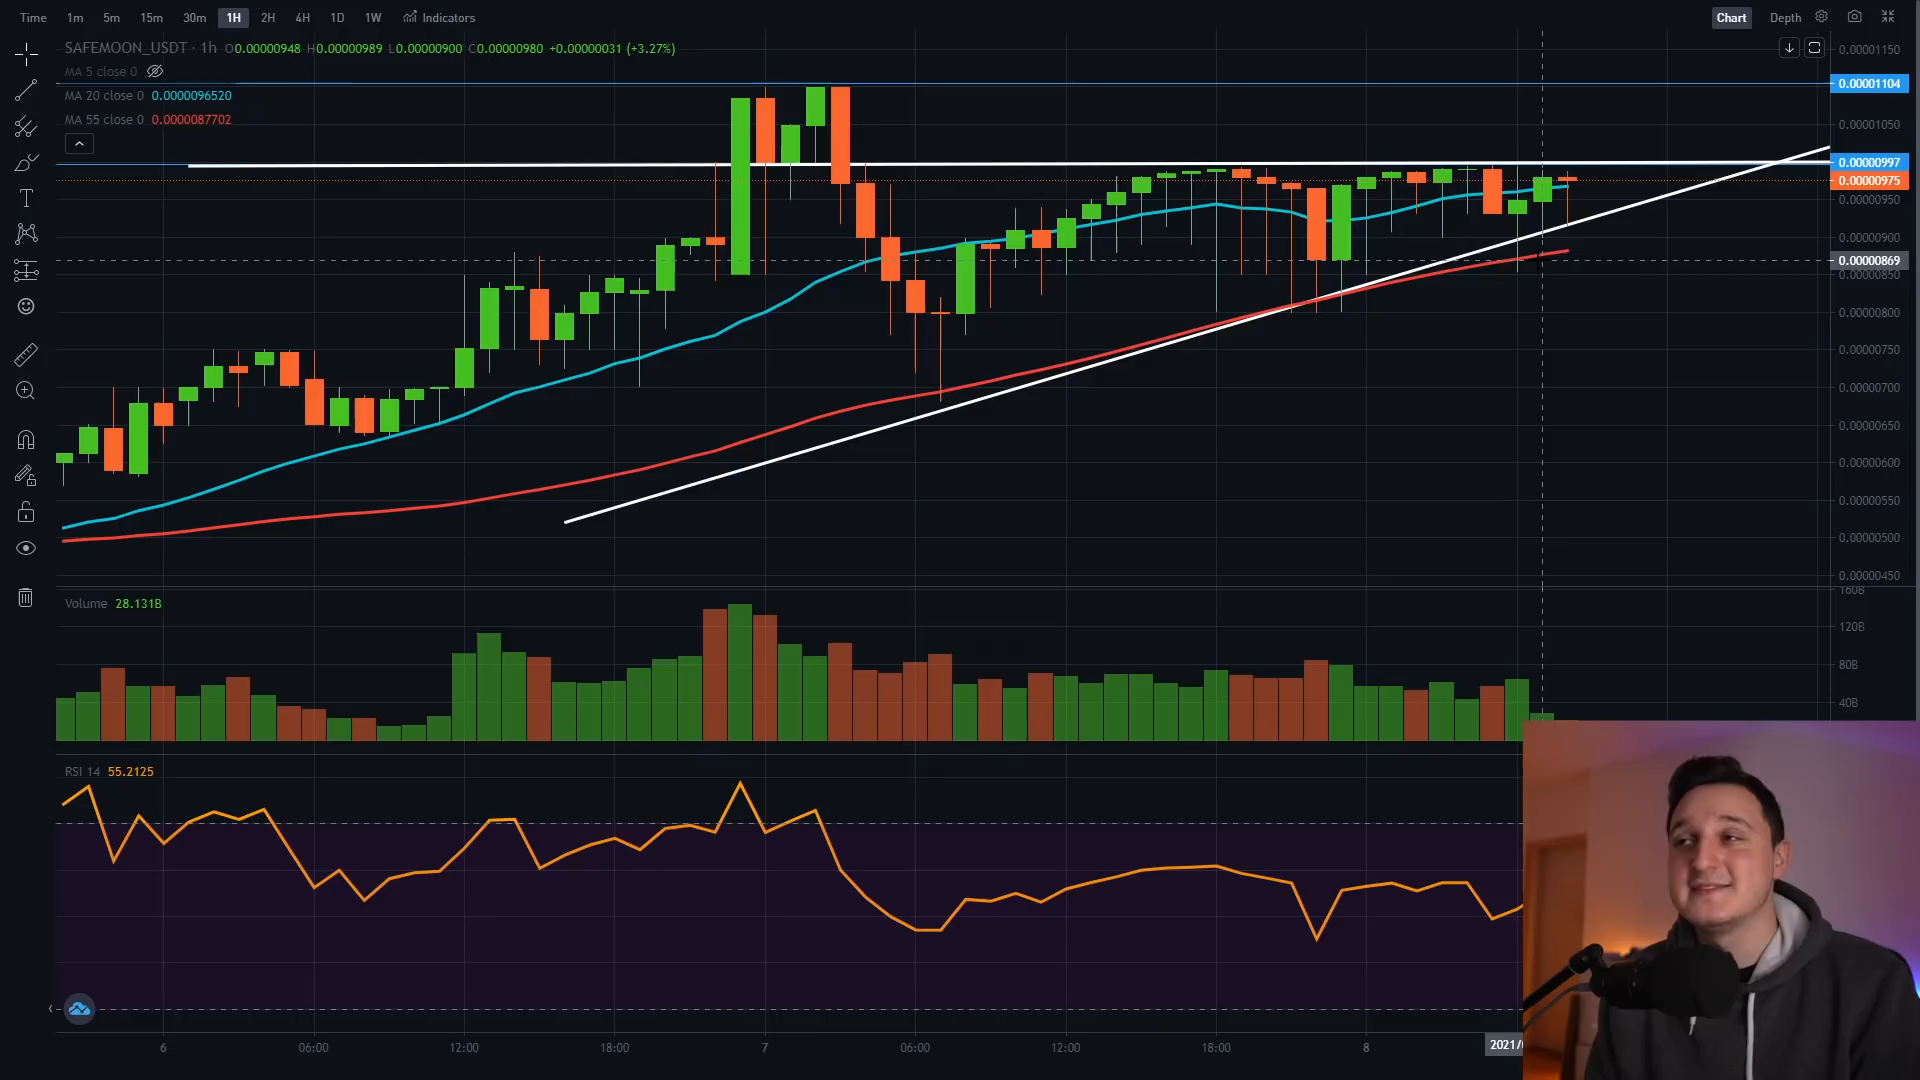 Time 1m 5m 15m 30m 1H 2H 4H 1D 1W Indicators Chart Depth
SAFEMOON_USDT · 1h O0.00000948 H0.00000989 L0.00000900 C0.00000980 +0.00000031 (+3.27%)
MA 5 close 0
MA 20 close 0 0.0000096520
MA 55 close 0 0.0000087702
0.00001150
0.00001104
0.00001050
0.00000997
0.00000975
0.00000950
0.00000900
0.00000869
0.00000850
0.00000800
0.00000750
0.00000700
0.00000650
0.00000600
0.00000550
0.00000500
0.00000450
Volume 28.131B
160B
120B
80B
40B
RSI 14 55.2125
6 06:00 12:00 18:00 7 06:00 12:00 18:00 8